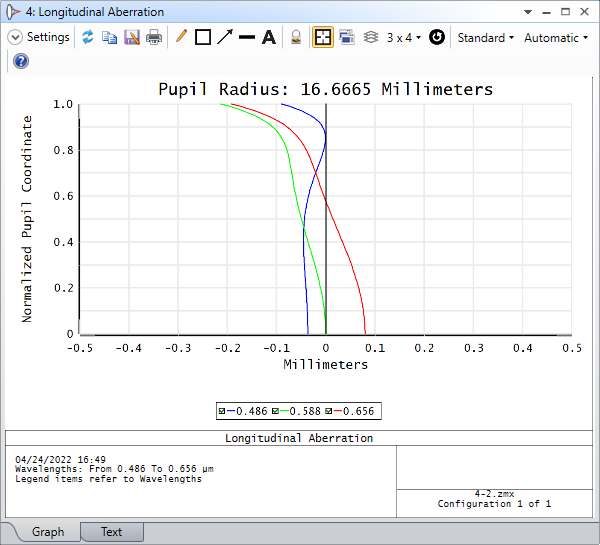 4: Longitudinal Aberration
Settings
3 x 4
Standard
Automatic
Pupil Radius: 16.6665 Millimeters
Normalized Pupil Coordinate
1.0
0.8
0.6
0.4
0.2
0
-0.5 -0.4 -0.3 -0.2 -0.1 0 0.1 0.2 0.3 0.4 0.5
Millimeters
0.486 0.588 0.656
Longitudinal Aberration
04/24/2022 16:49
Wavelengths: From 0.486 To 0.656 µm
Legend items refer to Wavelengths
4-2.zmx
Configuration 1 of 1
Graph
Text